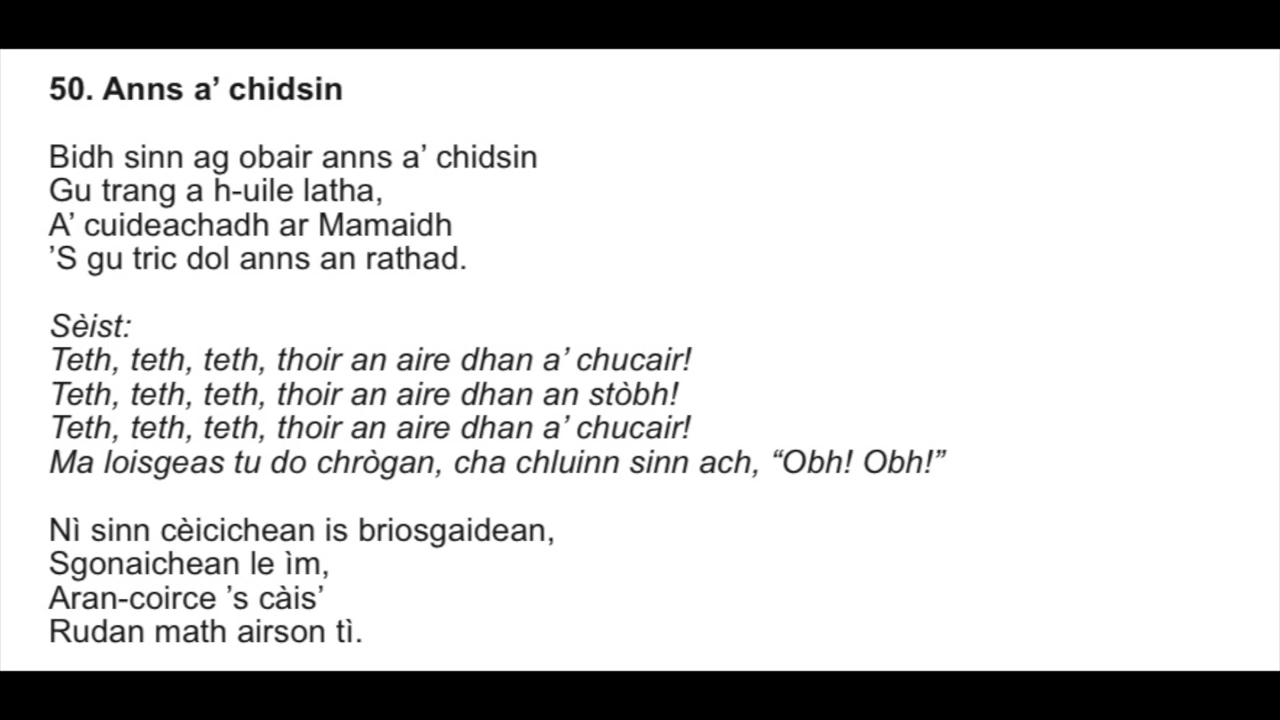 50. Anns a’ chidsin
Bidh sinn ag obair anns a’ chidsin
Gu trang a h-uile latha,
A’ cuideachadh ar Mamaidh
’S gu tric dol anns an rathad.
Sèist:
Teth, teth, teth, thoir an aire dhan a’ chucair!
Teth, teth, teth, thoir an aire dhan an stòbh!
Teth, teth, teth, thoir an aire dhan a’ chucair!
Ma loisgeas tu do chrògan, cha chluinn sinn ach, “Obh! Obh!”
Nì sinn cèicichean is briosgaidean,
Sgonaichean le ìm,
Aran-coirce ’s càis’
Rudan math airson tì.